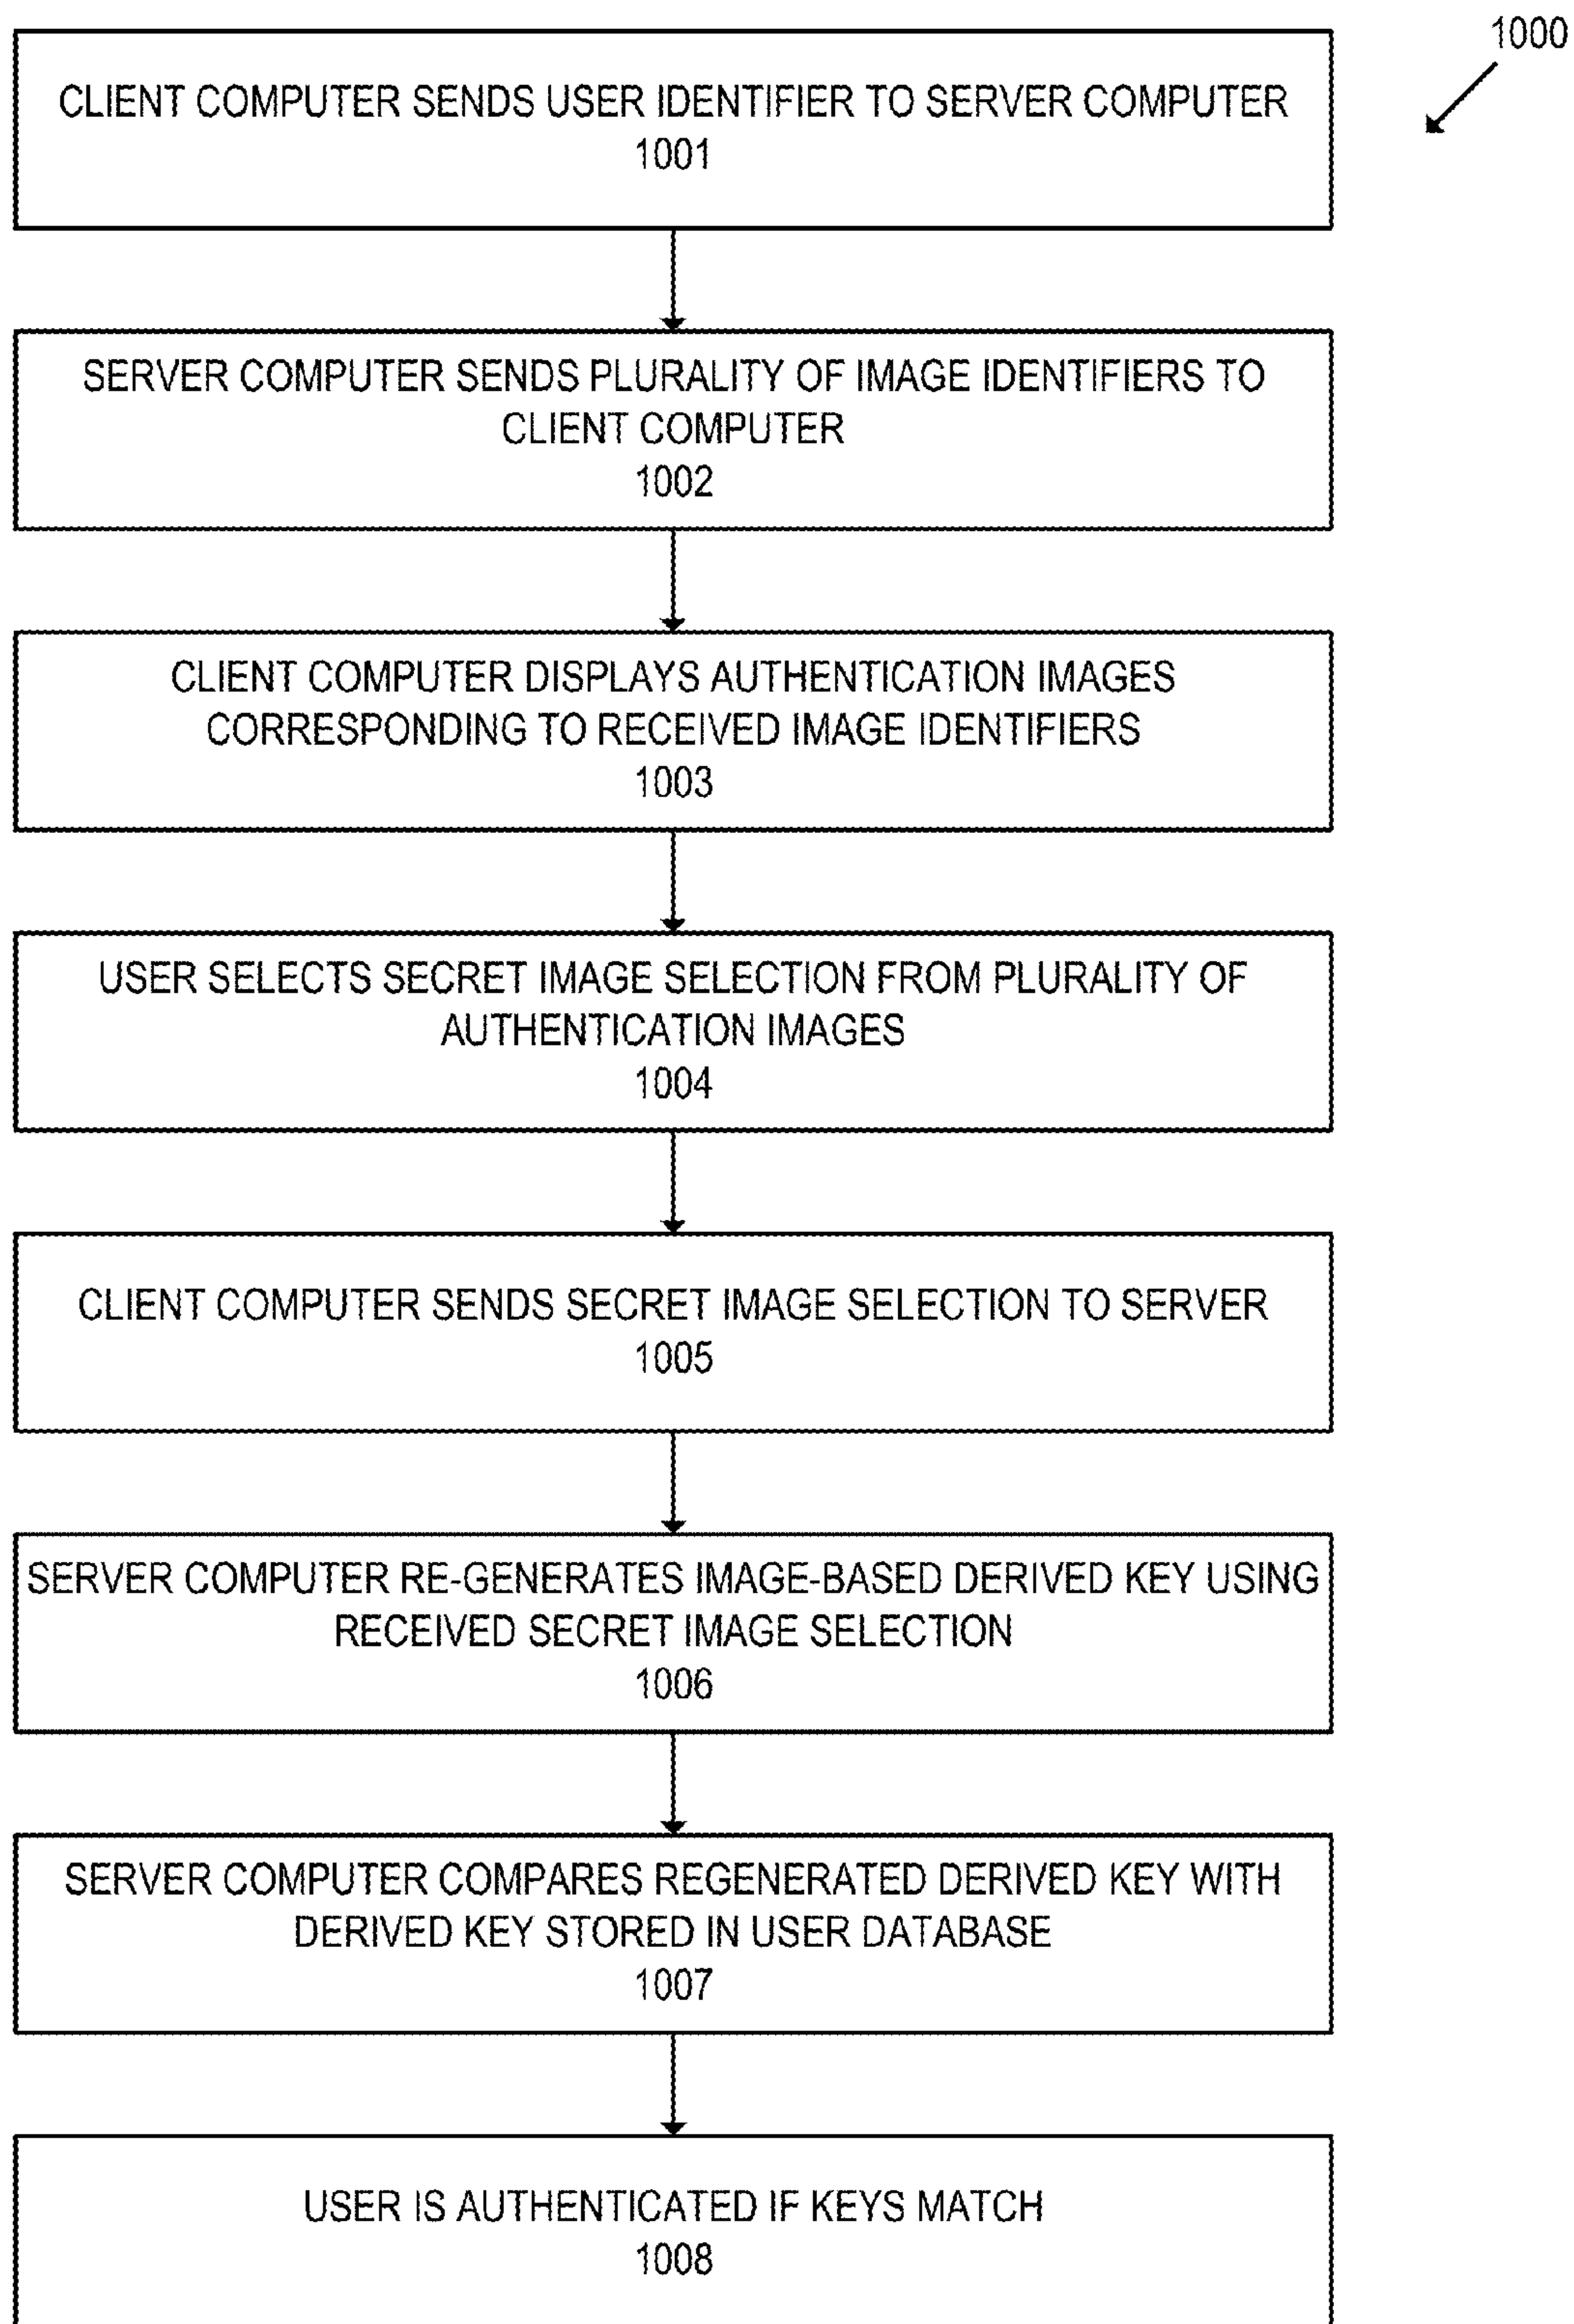 1000
CLIENT COMPUTER SENDS USER IDENTIFIER TO SERVER COMPUTER
1001
SERVER COMPUTER SENDS PLURALITY OF IMAGE IDENTIFIERS TO
CLIENT COMPUTER
1002
CLIENT COMPUTER DISPLAYS AUTHENTICATION IMAGES
CORRESPONDING TO RECEIVED IMAGE IDENTIFIERS
1003
USER SELECTS SECRET IMAGE SELECTION FROM PLURALITY OF
AUTHENTICATION IMAGES
1004
CLIENT COMPUTER SENDS SECRET IMAGE SELECTION TO SERVER
1005
SERVER COMPUTER RE-GENERATES IMAGE-BASED DERIVED KEY USING
RECEIVED SECRET IMAGE SELECTION
1006
SERVER COMPUTER COMPARES REGENERATED DERIVED KEY WITH
DERIVED KEY STORED IN USER DATABASE
1007
USER IS AUTHENTICATED IF KEYS MATCH
1008